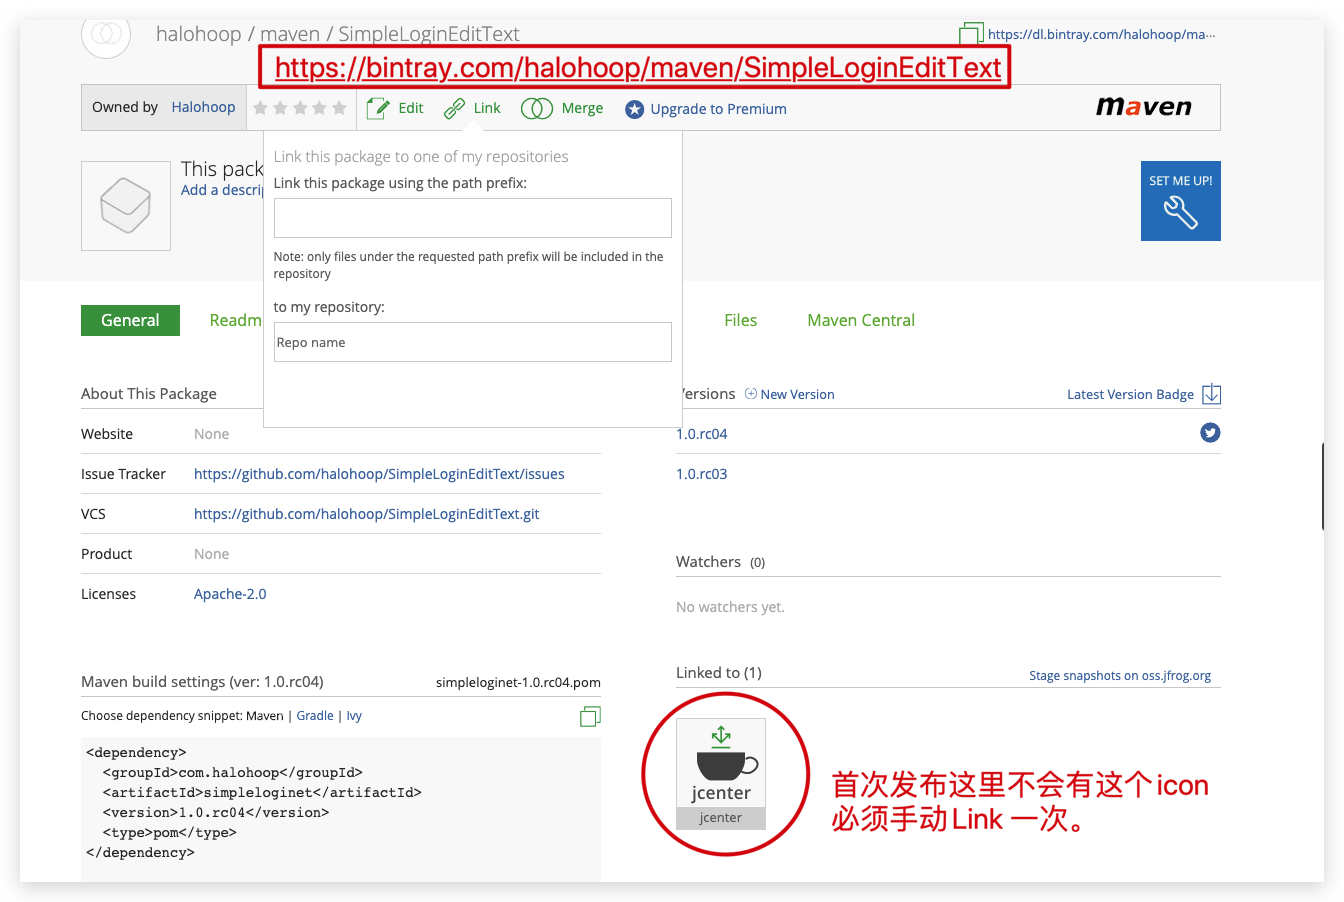 halohoop / maven / SimpleLoginEditText
https://dl.bintray.com/halohoop/ma···
https://bintray.com/halohoop/maven/SimpleLoginEditText
Owned by Halohoop Edit Link Merge Upgrade to Premium maven
Link this package to one of my repositories
Link this package using the path prefix:
Note: only files under the requested path prefix will be included in the
repository
to my repository:
Repo name
This pack
Add a descrip
SET ME UP!
General Readm Files Maven Central
About This Package
Website None
Issue Tracker https://github.com/halohoop/SimpleLoginEditText/issues
VCS https://github.com/halohoop/SimpleLoginEditText.git
Product None
Licenses Apache-2.0
Versions New Version Latest Version Badge
1.0.rc04
1.0.rc03
Watchers (0)
No watchers yet.
Maven build settings (ver: 1.0.rc04) simpleloginet-1.0.rc04.pom
Choose dependency snippet: Maven | Gradle | Ivy
<dependency>
<groupId>com.halohoop</groupId>
<artifactId>simpleloginet</artifactId>
<version>1.0.rc04</version>
<type>pom</type>
</dependency>
Linked to (1) Stage snapshots on oss.jfrog.org
jcenter
jcenter
首次发布这里不会有这个icon
必须手动Link 一次。